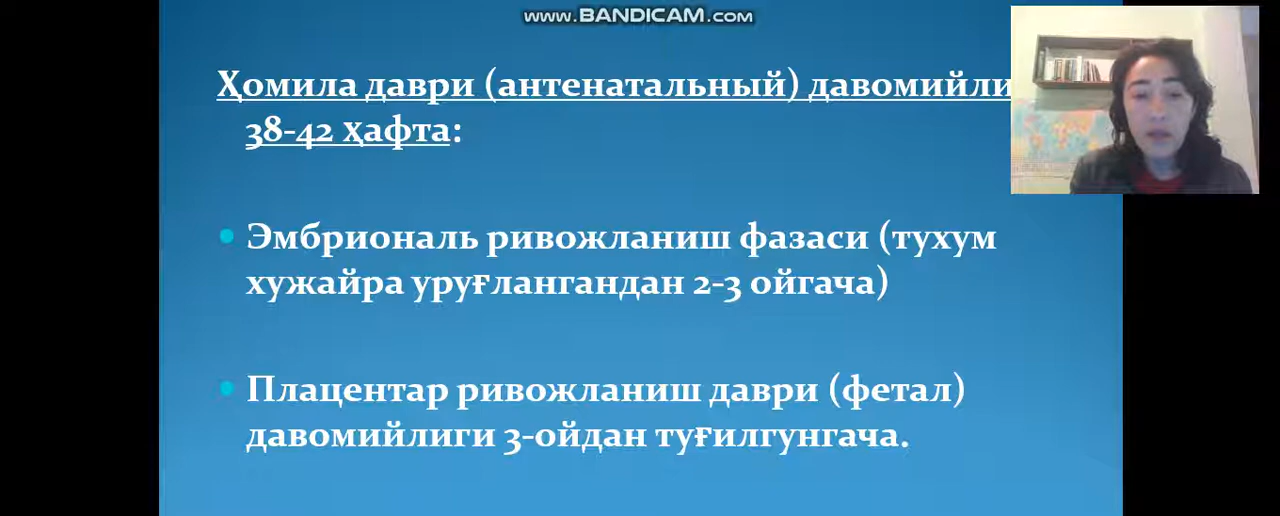 www.BANDICAM.com
Ҳомила даври (антенатальный) давомийли
38-42 ҳафта:
Эмбриональ ривожланиш фазаси (тухум
хужайра уруғлангандан 2-3 ойгача)
Плацентар ривожланиш даври (фетал)
давомийлиги 3-ойдан туғилгунгача.